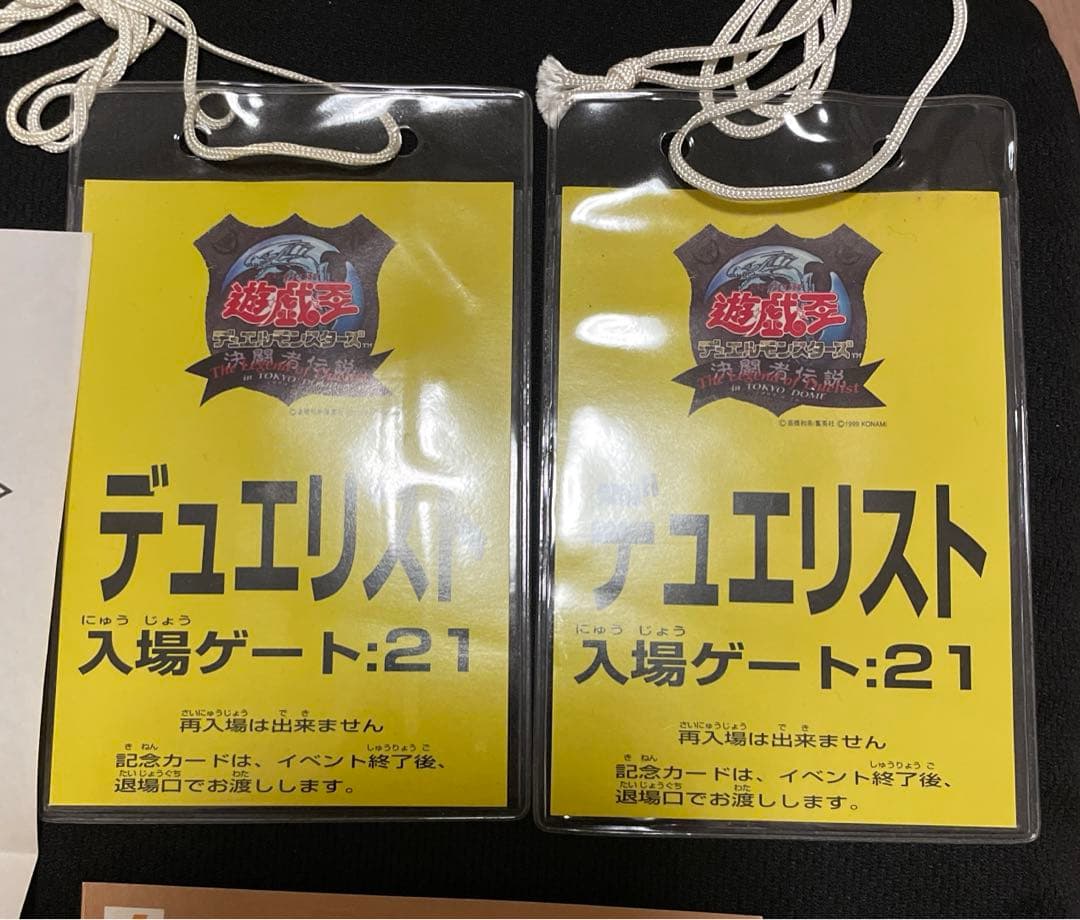 遊戯王
デュエルモンスターズ™
決闘者伝説
The Legend of Duelist
in TOKYO DOME
デュエリスト
にゅう じょう
入場ゲート:21
さいにゅうじょう でき
再入場は出来ません
きねん しゅうりょうご
記念カードは、イベント終了後、
たいじょうぐち わた
退場口でお渡しします。
遊戯王
デュエルモンスターズ™
決闘者伝説
The Legend of Duelist
in TOKYO DOME
©高橋和希/集英社 ©1999 KONAMI
デュエリスト
にゅう じょう
入場ゲート:21
さいにゅうじょう でき
再入場は出来ません
きねん しゅうりょうご
記念カードは、イベント終了後、
たいじょうぐち わた
退場口でお渡しします。